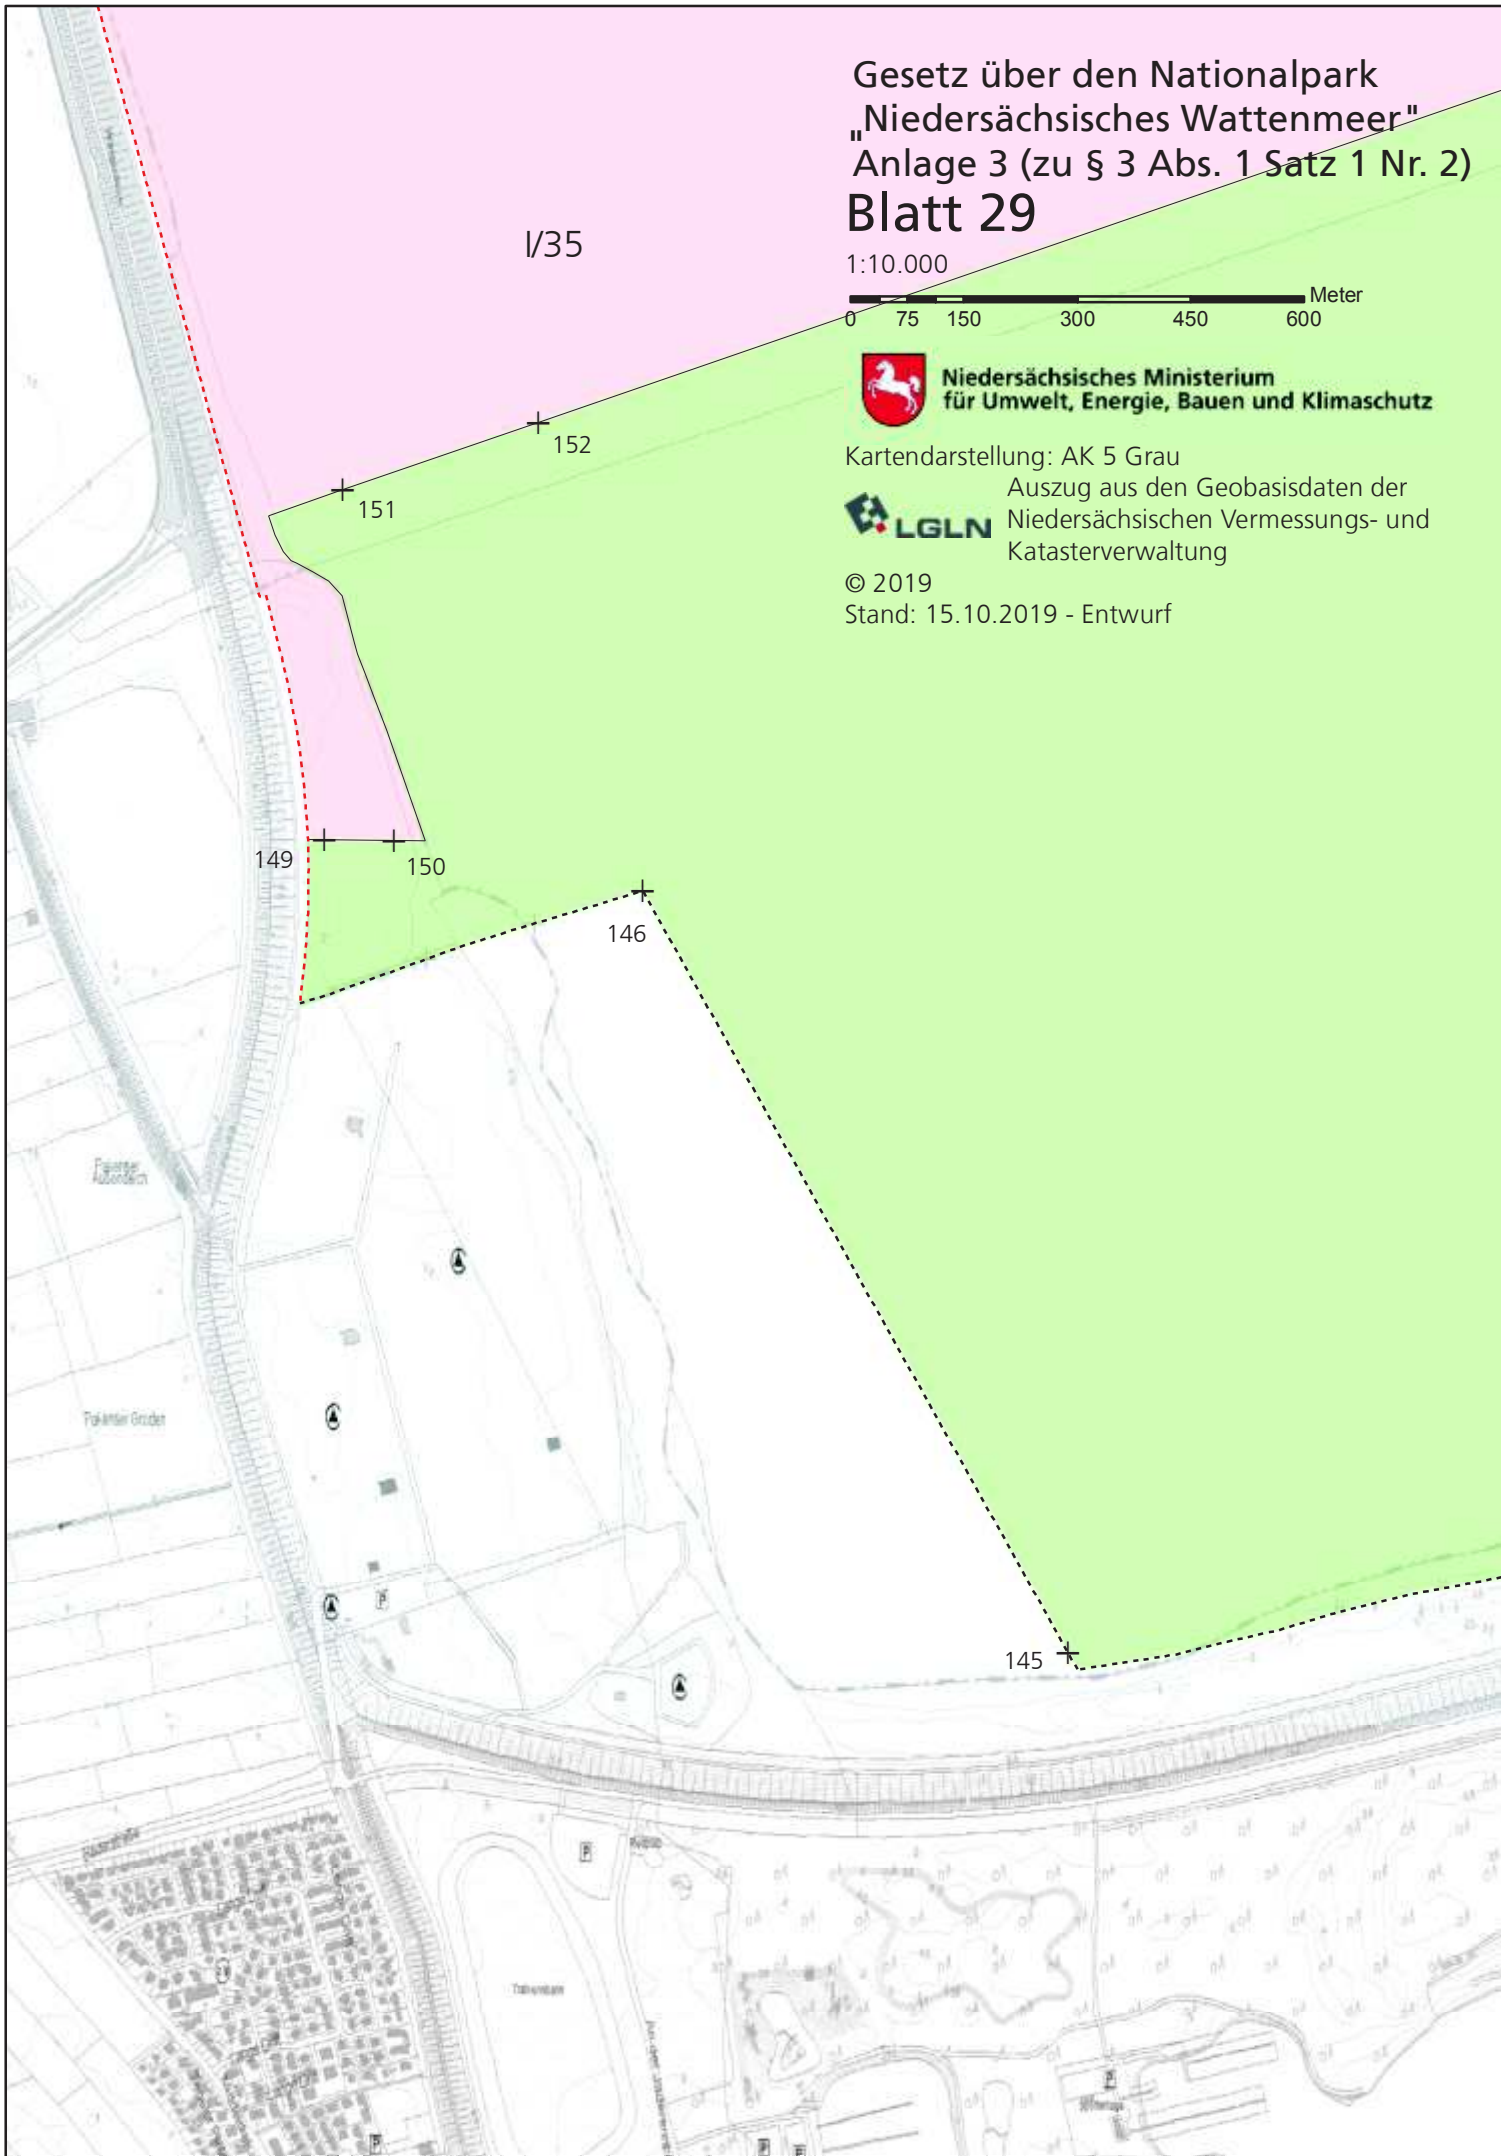 Gesetz über den Nationalpark
„Niedersächsisches Wattenmeer"
Anlage 3 (zu § 3 Abs. 1 Satz 1 Nr. 2)
Blatt 29
1:10.000
Meter
0 75 150 300 450 600
Niedersächsisches Ministerium
für Umwelt, Energie, Bauen und Klimaschutz
Kartendarstellung: AK 5 Grau
LGLN
Auszug aus den Geobasisdaten der
Niedersächsischen Vermessungs- und
Katasterverwaltung
© 2019
Stand: 15.10.2019 - Entwurf
I/35
152
151
149
150
146
145
Außendeich
Groden
P
P
P
P
P
P